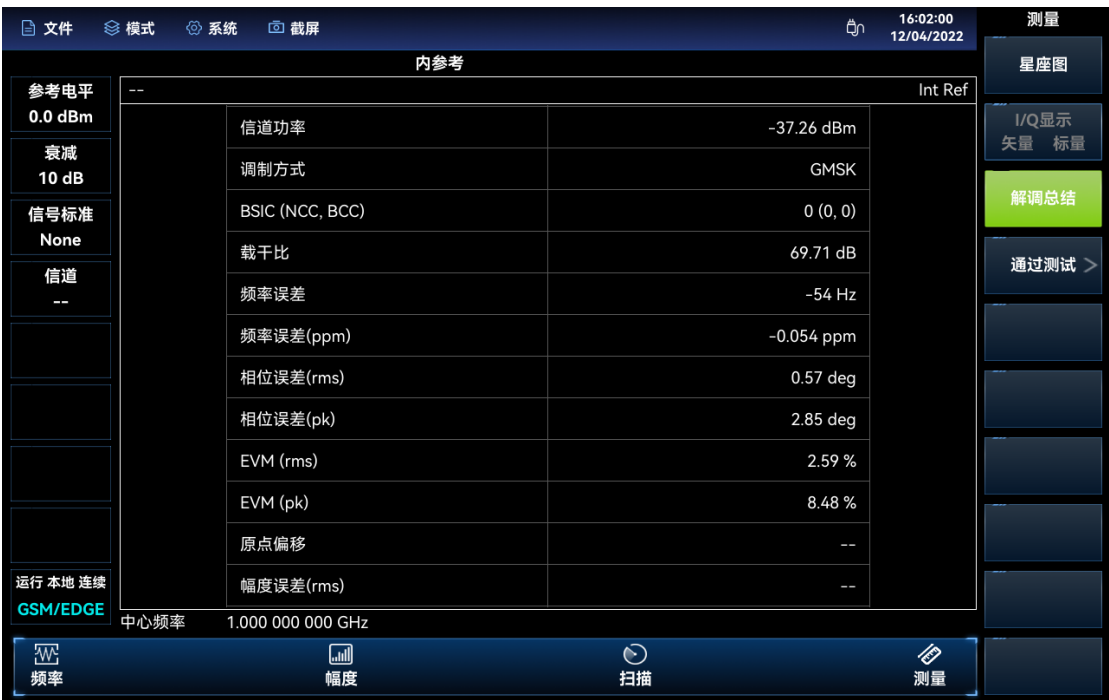 文件 模式 系统 截屏 16:02:00
12/04/2022
测量
内参考
参考电平
0.0 dBm
衰减
10 dB
信号标准
None
信道
--
运行 本地 连续
GSM/EDGE
-- Int Ref
信道功率 -37.26 dBm
调制方式 GMSK
BSIC (NCC, BCC) 0 (0, 0)
载干比 69.71 dB
频率误差 -54 Hz
频率误差(ppm) -0.054 ppm
相位误差(rms) 0.57 deg
相位误差(pk) 2.85 deg
EVM (rms) 2.59 %
EVM (pk) 8.48 %
原点偏移 --
幅度误差(rms) --
中心频率 1.000 000 000 GHz
星座图
I/Q显示
矢量 标量
解调总结
通过测试 >
频率 幅度 扫描 测量